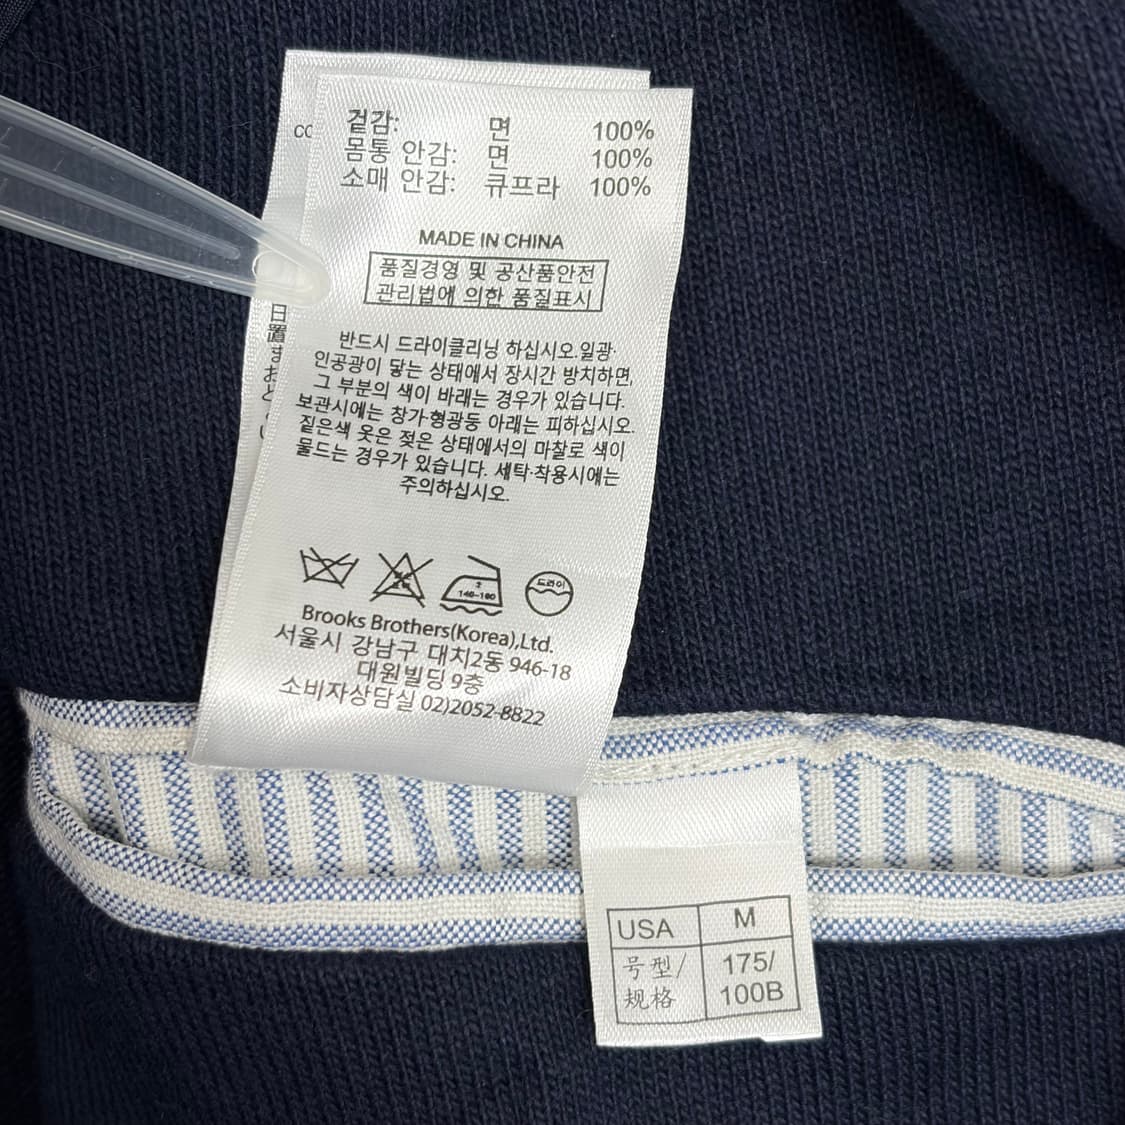 겉감: 면 100%
몸통 안감: 면 100%
소매 안감: 큐프라 100%
MADE IN CHINA
품질경영 및 공산품안전
관리법에 의한 품질표시
반드시 드라이클리닝 하십시오.일광·
인공광이 닿는 상태에서 장시간 방치하면,
그 부분의 색이 바래는 경우가 있습니다.
보관시에는 창가·형광등 아래는 피하십시오.
짙은색 옷은 젖은 상태에서의 마찰로 색이
물드는 경우가 있습니다. 세탁·착용시에는
주의하십시오.
140~160
드라이
Brooks Brothers(Korea),Ltd.
서울시 강남구 대치2동 946-18
대원빌딩 9층
소비자상담실 02)2052-8822
USA M
号型/ 175/
规格 100B